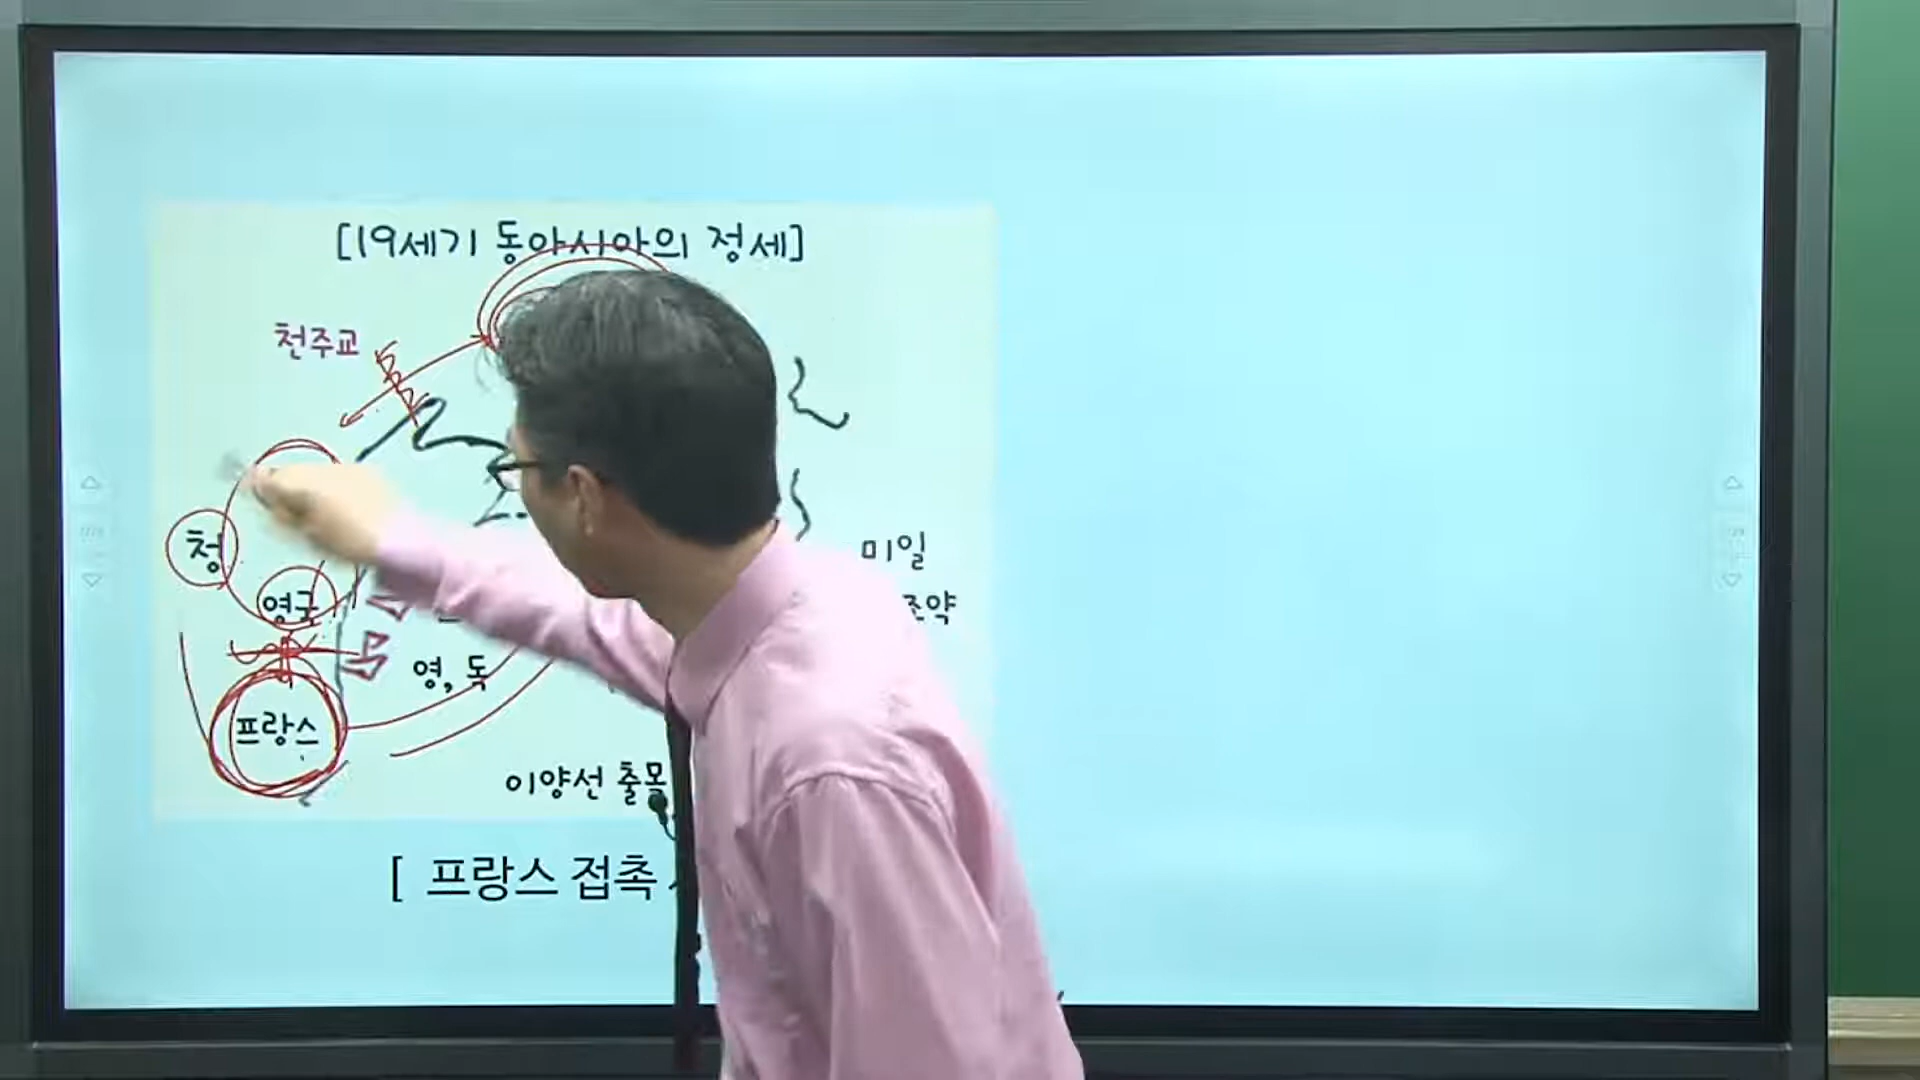 [19세기 동아시아의 정세]
천주교
청
영국
미일
조약
영, 독
프랑스
이양선 출몰
[ 프랑스 접촉